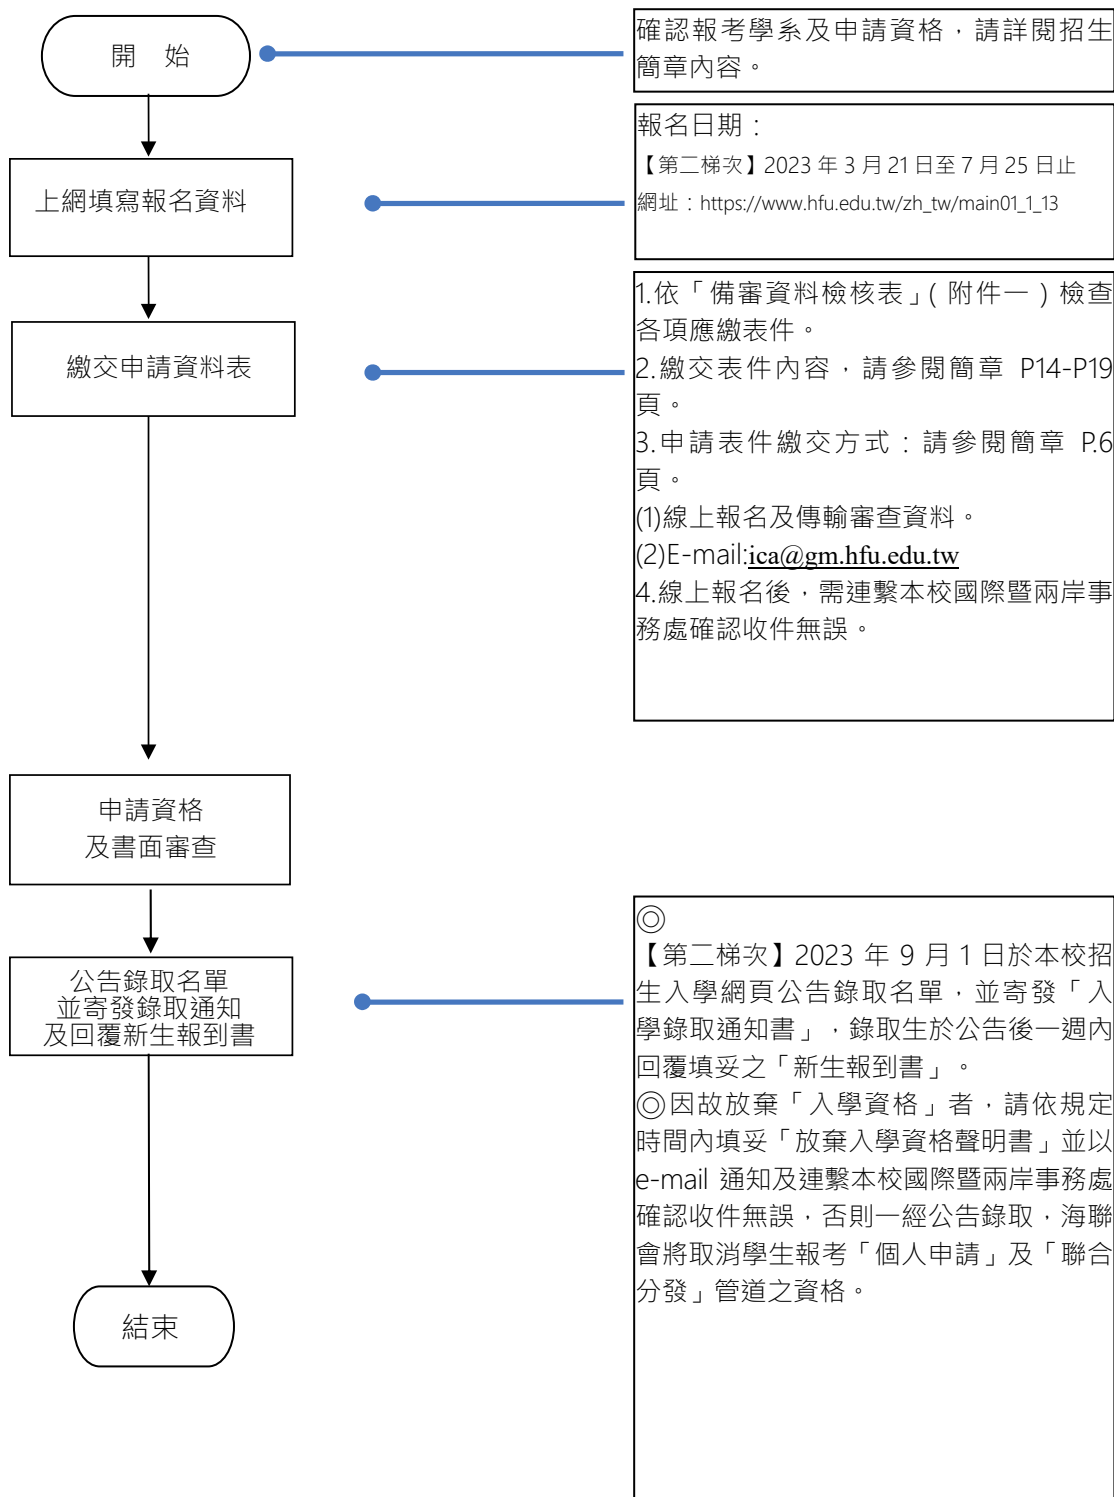 開　始
確認報考學系及申請資格，請詳閱招生
簡章內容。
上網填寫報名資料
報名日期：
【第二梯次】2023 年 3 月 21 日至 7 月 25 日止
網址：https://www.hfu.edu.tw/zh_tw/main01_1_13
繳交申請資料表
1.依「備審資料檢核表」(附件一)檢查
各項應繳表件。
2.繳交表件內容，請參閱簡章 P14-P19
頁。
3.申請表件繳交方式：請參閱簡章 P.6
頁。
(1)線上報名及傳輸審查資料。
(2)E-mail:ica@gm.hfu.edu.tw
4.線上報名後，需連繫本校國際暨兩岸事
務處確認收件無誤。
申請資格
及書面審查
公告錄取名單
並寄發錄取通知
及回覆新生報到書
◎
【第二梯次】2023 年 9 月 1 日於本校招
生入學網頁公告錄取名單，並寄發「入
學錄取通知書」，錄取生於公告後一週內
回覆填妥之「新生報到書」。
◎因故放棄「入學資格」者，請依規定
時間內填妥「放棄入學資格聲明書」並以
e-mail 通知及連繫本校國際暨兩岸事務處
確認收件無誤，否則一經公告錄取，海聯
會將取消學生報考「個人申請」及「聯合
分發」管道之資格。
結束